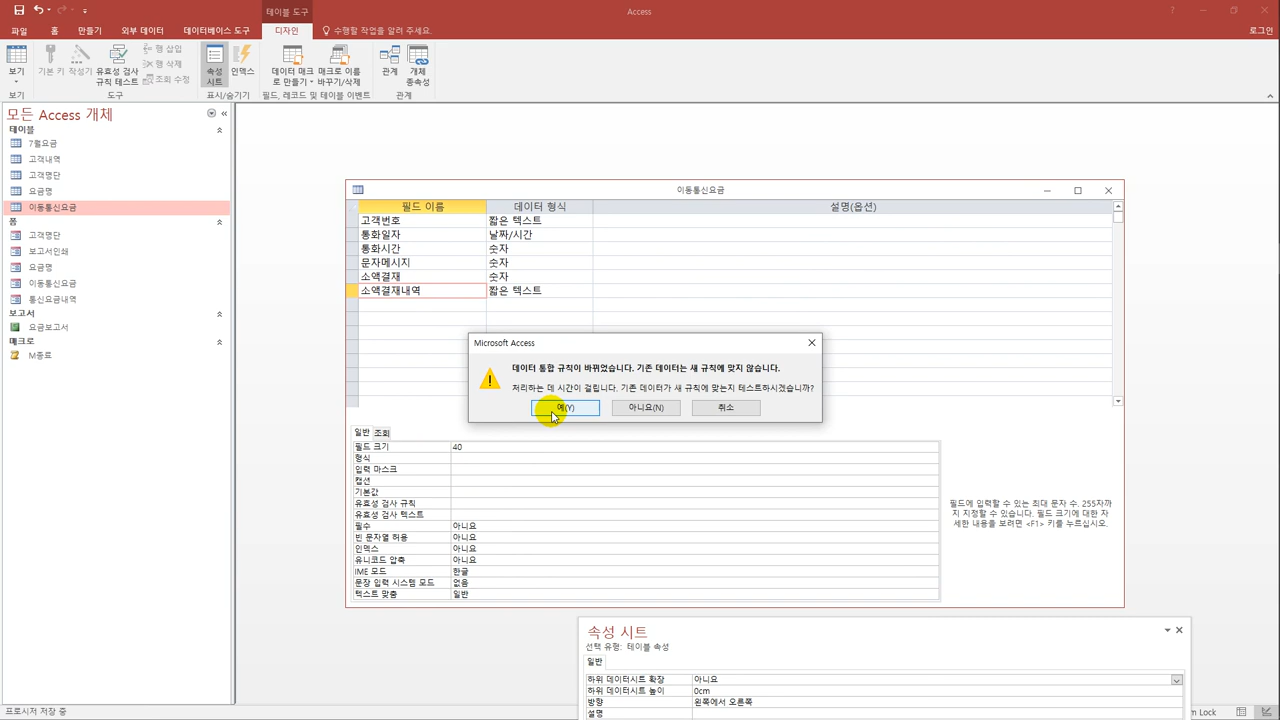 테이블 도구
Access
파일
홈
만들기
외부 데이터
데이터베이스 도구
디자인
수행할 작업을 알려 주세요.
로그인
보기
기본 키
작성기
유효성 검사
규칙 테스트
행 삽입
행 삭제
조회 수정
속성
시트
인덱스
데이터 매크
로 만들기
매크로 이름
바꾸기/삭제
관계
개체
종속성
보기
도구
표시/숨기기
필드, 레코드 및 테이블 이벤트
관계
모든 Access 개체
테이블
7월요금
고객내역
고객명단
요금명
이동통신요금
폼
고객명단
보고서인쇄
요금명
이동통신요금
통신요금내역
보고서
요금보고서
매크로
M종료
이동통신요금
필드 이름 데이터 형식 설명(옵션)
고객번호 짧은 텍스트
통화일자 날짜/시간
통화시간 숫자
문자메시지 숫자
소액결재 숫자
소액결재내역 짧은 텍스트
Microsoft Access
데이터 통합 규칙이 바뀌었습니다. 기존 데이터는 새 규칙에 맞지 않습니다.
처리하는 데 시간이 걸립니다. 기존 데이터가 새 규칙에 맞는지 테스트하시겠습니까?
예(Y)
아니요(N)
취소
일반 조회
필드 크기 40
형식
입력 마스크
캡션
기본값
유효성 검사 규칙
유효성 검사 텍스트
필수 아니요
빈 문자열 허용 아니요
인덱스 아니요
유니코드 압축 아니요
IME 모드 한글
문장 입력 시스템 모드 없음
텍스트 맞춤 일반
필드에 입력할 수 있는 최대 문자 수. 255자까
지 지정할 수 있습니다. 필드 크기에 대한 자
세한 내용을 보려면 <F1> 키를 누르십시오.
속성 시트
선택 유형: 테이블 속성
일반
하위 데이터시트 확장 아니요
하위 데이터시트 높이 0cm
방향 왼쪽에서 오른쪽
설명
프로시저 저장 중
m Lock